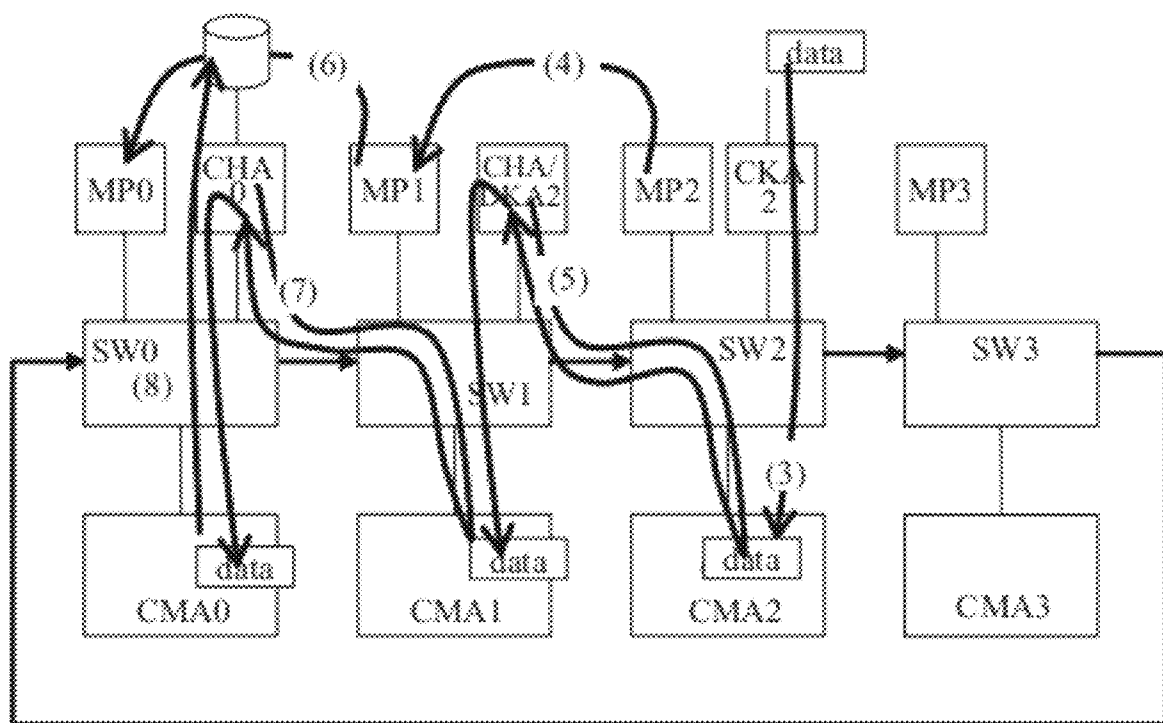 data
(6)
(4)
MP0
CHA
0
MP1
CHA/
DKA2
MP2
CKA
2
MP3
(7)
(5)
SW0
(8)
SW1
SW2
SW3
(3)
data
data
data
CMA0
CMA1
CMA2
CMA3